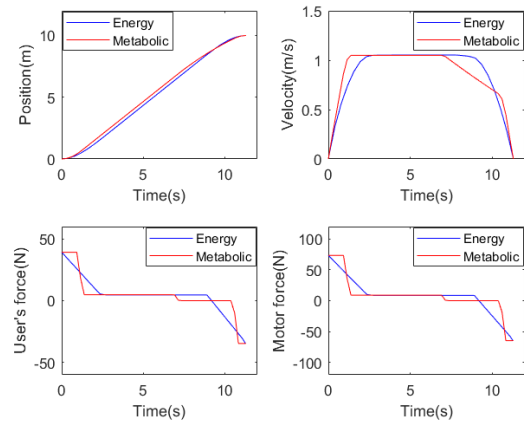 Energy
Metabolic
10
5
0
Position(m)
0 5 10
Time(s)
Energy
Metabolic
1.5
1
0.5
0
Velocity(m/s)
0 5 10
Time(s)
Energy
Metabolic
50
0
-50
User's force(N)
0 5 10
Time(s)
Energy
Metabolic
100
50
0
-50
-100
Motor force(N)
0 5 10
Time(s)